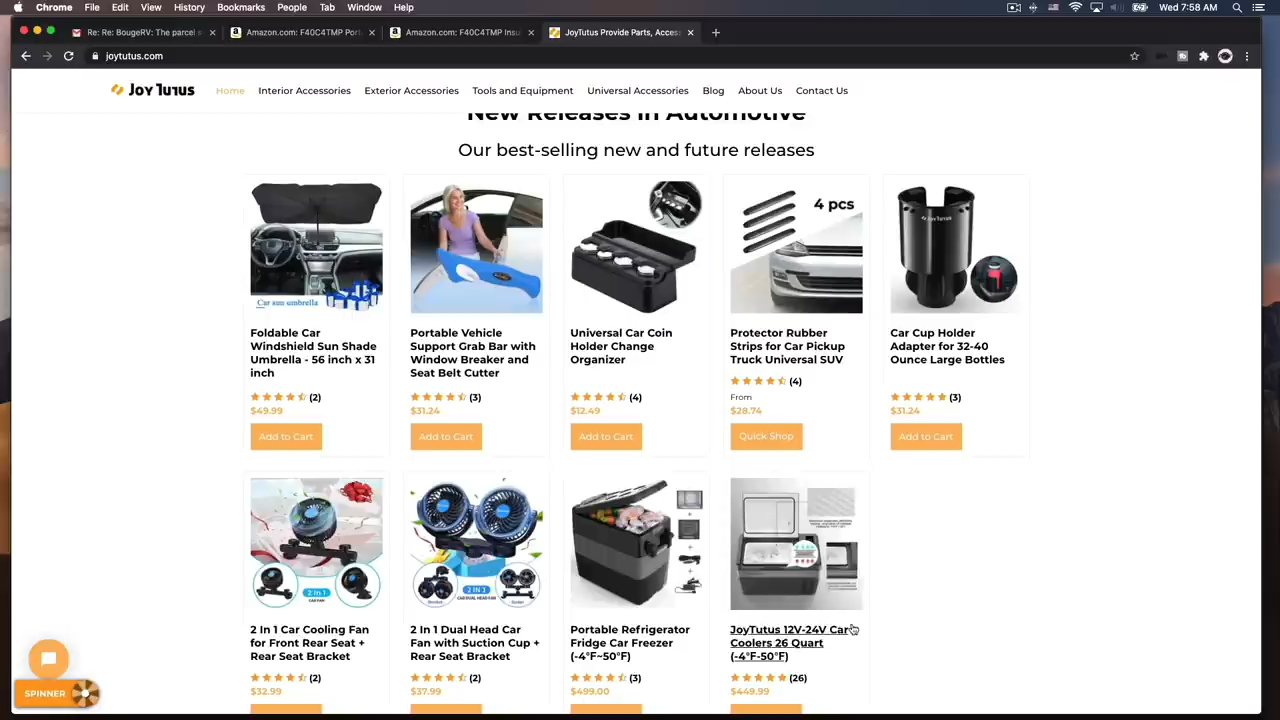 Chrome File Edit View History Bookmarks People Tab Window Help Wed 7:58 AM
Re: Re: BougeRV: The parcel s
Amazon.com: F40C4TMP Port
Amazon.com: F40C4TMP Insu
JoyTutus Provide Parts, Access
joytutus.com
Joy Tutus
Home Interior Accessories Exterior Accessories Tools and Equipment Universal Accessories Blog About Us Contact Us
New Releases in Automotive
Our best-selling new and future releases
Car sun umbrella
4 pcs
JoyTutus
Foldable Car
Windshield Sun Shade
Umbrella - 56 inch x 31
inch
(2)
$49.99
Add to Cart
Portable Vehicle
Support Grab Bar with
Window Breaker and
Seat Belt Cutter
(3)
$31.24
Add to Cart
Universal Car Coin
Holder Change
Organizer
(4)
$12.49
Add to Cart
Protector Rubber
Strips for Car Pickup
Truck Universal SUV
(4)
From
$28.74
Quick Shop
Car Cup Holder
Adapter for 32-40
Ounce Large Bottles
(3)
$31.24
Add to Cart
2 IN 1
2 IN 1
CAR DUAL HEAD FAN
2 In 1 Car Cooling Fan
for Front Rear Seat +
Rear Seat Bracket
(2)
$32.99
2 In 1 Dual Head Car
Fan with Suction Cup +
Rear Seat Bracket
(2)
$37.99
Portable Refrigerator
Fridge Car Freezer
(-4°F~50°F)
(3)
$499.00
JoyTutus 12V-24V Car
Coolers 26 Quart
(-4°F-50°F)
(26)
$449.99
SPINNER